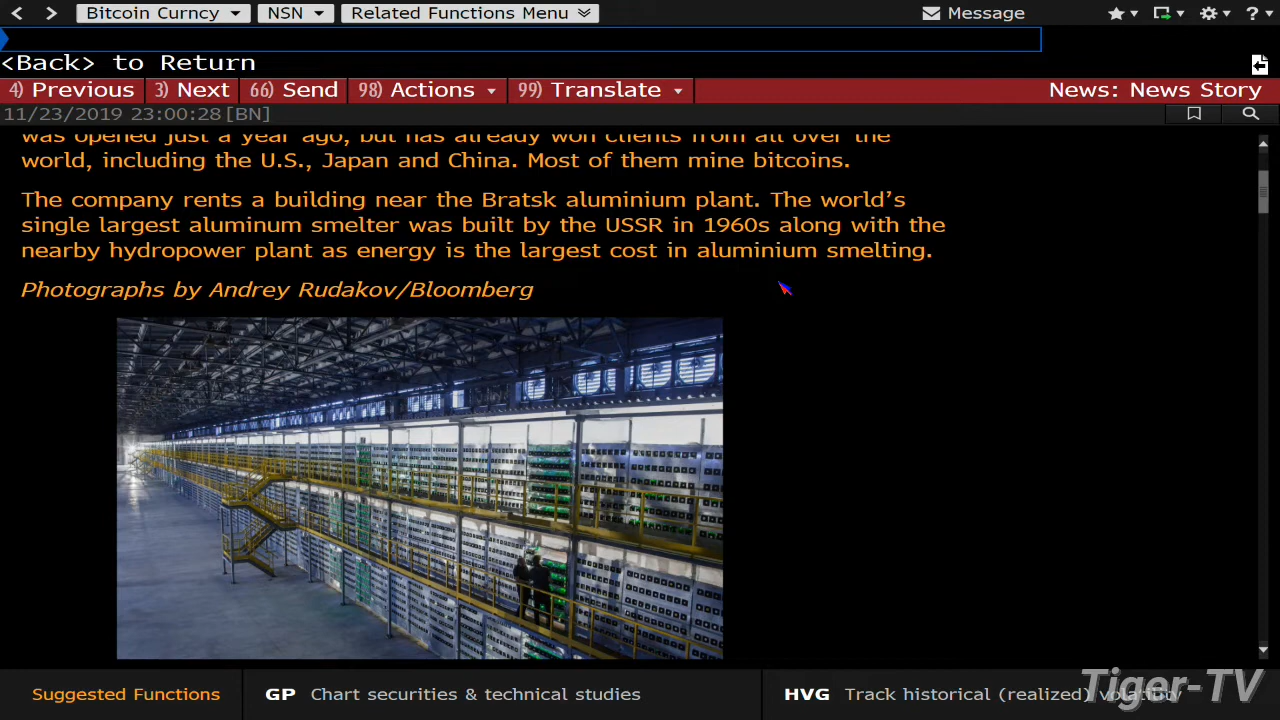 Bitcoin Curncy NSN Related Functions Menu Message ?
<Back> to Return
4) Previous 3) Next 66) Send 98) Actions 99) Translate News: News Story
11/23/2019 23:00:28 [BN]
was opened just a year ago, but has already won clients from all over the
world, including the U.S., Japan and China. Most of them mine bitcoins.
The company rents a building near the Bratsk aluminium plant. The world's
single largest aluminum smelter was built by the USSR in 1960s along with the
nearby hydropower plant as energy is the largest cost in aluminium smelting.
Photographs by Andrey Rudakov/Bloomberg
Suggested Functions GP Chart securities & technical studies HVG Track historical (realized) volatility
Tiger-TV